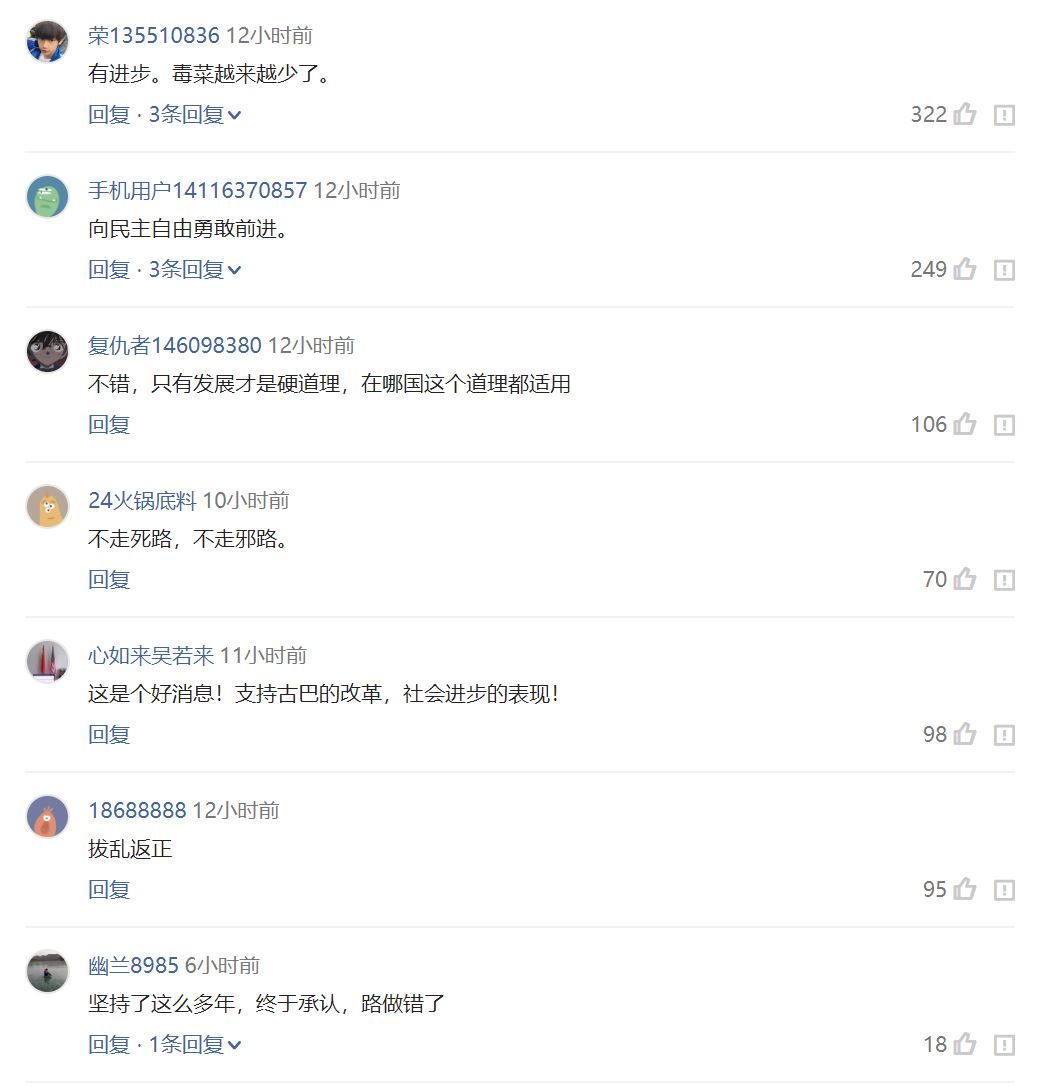 荣135510836 12小时前
有进步。毒菜越来越少了。
回复 · 3条回复
322
手机用户14116370857 12小时前
向民主自由勇敢前进。
回复 · 3条回复
249
复仇者146098380 12小时前
不错，只有发展才是硬道理，在哪国这个道理都适用
回复
106
24火锅底料 10小时前
不走死路，不走邪路。
回复
70
心如来吴若来 11小时前
这是个好消息！支持古巴的改革，社会进步的表现！
回复
98
18688888 12小时前
拨乱返正
回复
95
幽兰8985 6小时前
坚持了这么多年，终于承认，路做错了
回复 · 1条回复
18